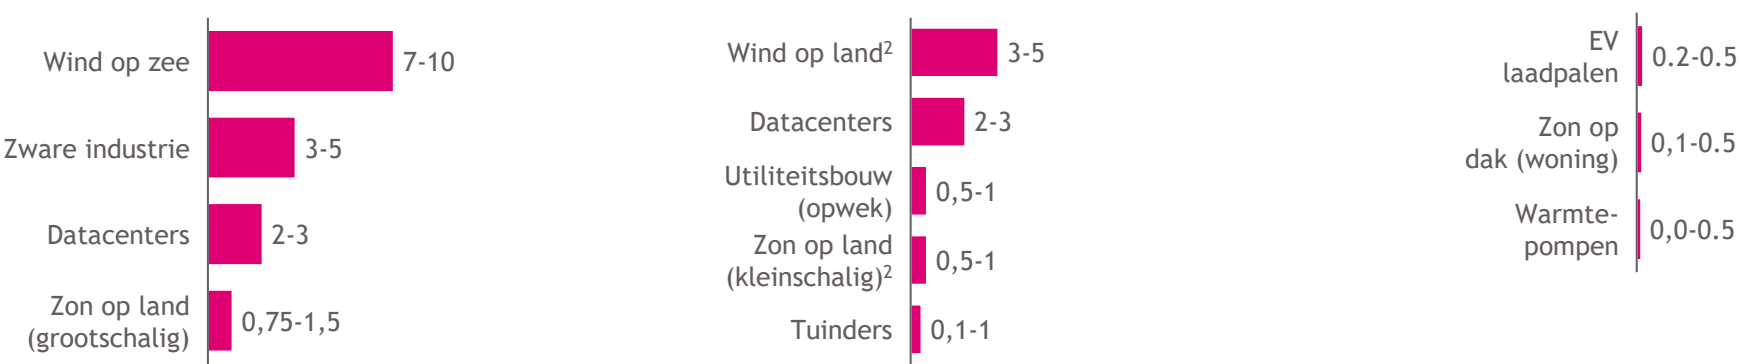 Wind op zee
7-10
Zware industrie
3-5
Datacenters
2-3
Zon op land
(grootschalig)
0,75-1,5
Wind op land²
3-5
Datacenters
2-3
Utiliteitsbouw
(opwek)
0,5-1
Zon op land
(kleinschalig)²
0,5-1
Tuinders
0,1-1
EV
laadpalen
0.2-0.5
Zon op
dak (woning)
0,1-0.5
Warmte-
pompen
0,0-0.5